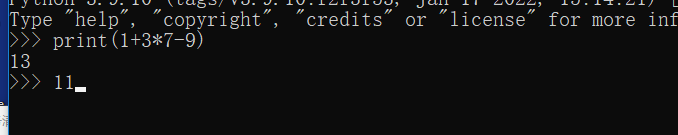 Type "help", "copyright", "credits" or "license" for more inf
>>> print(1+3*7-9)
13
>>> 11